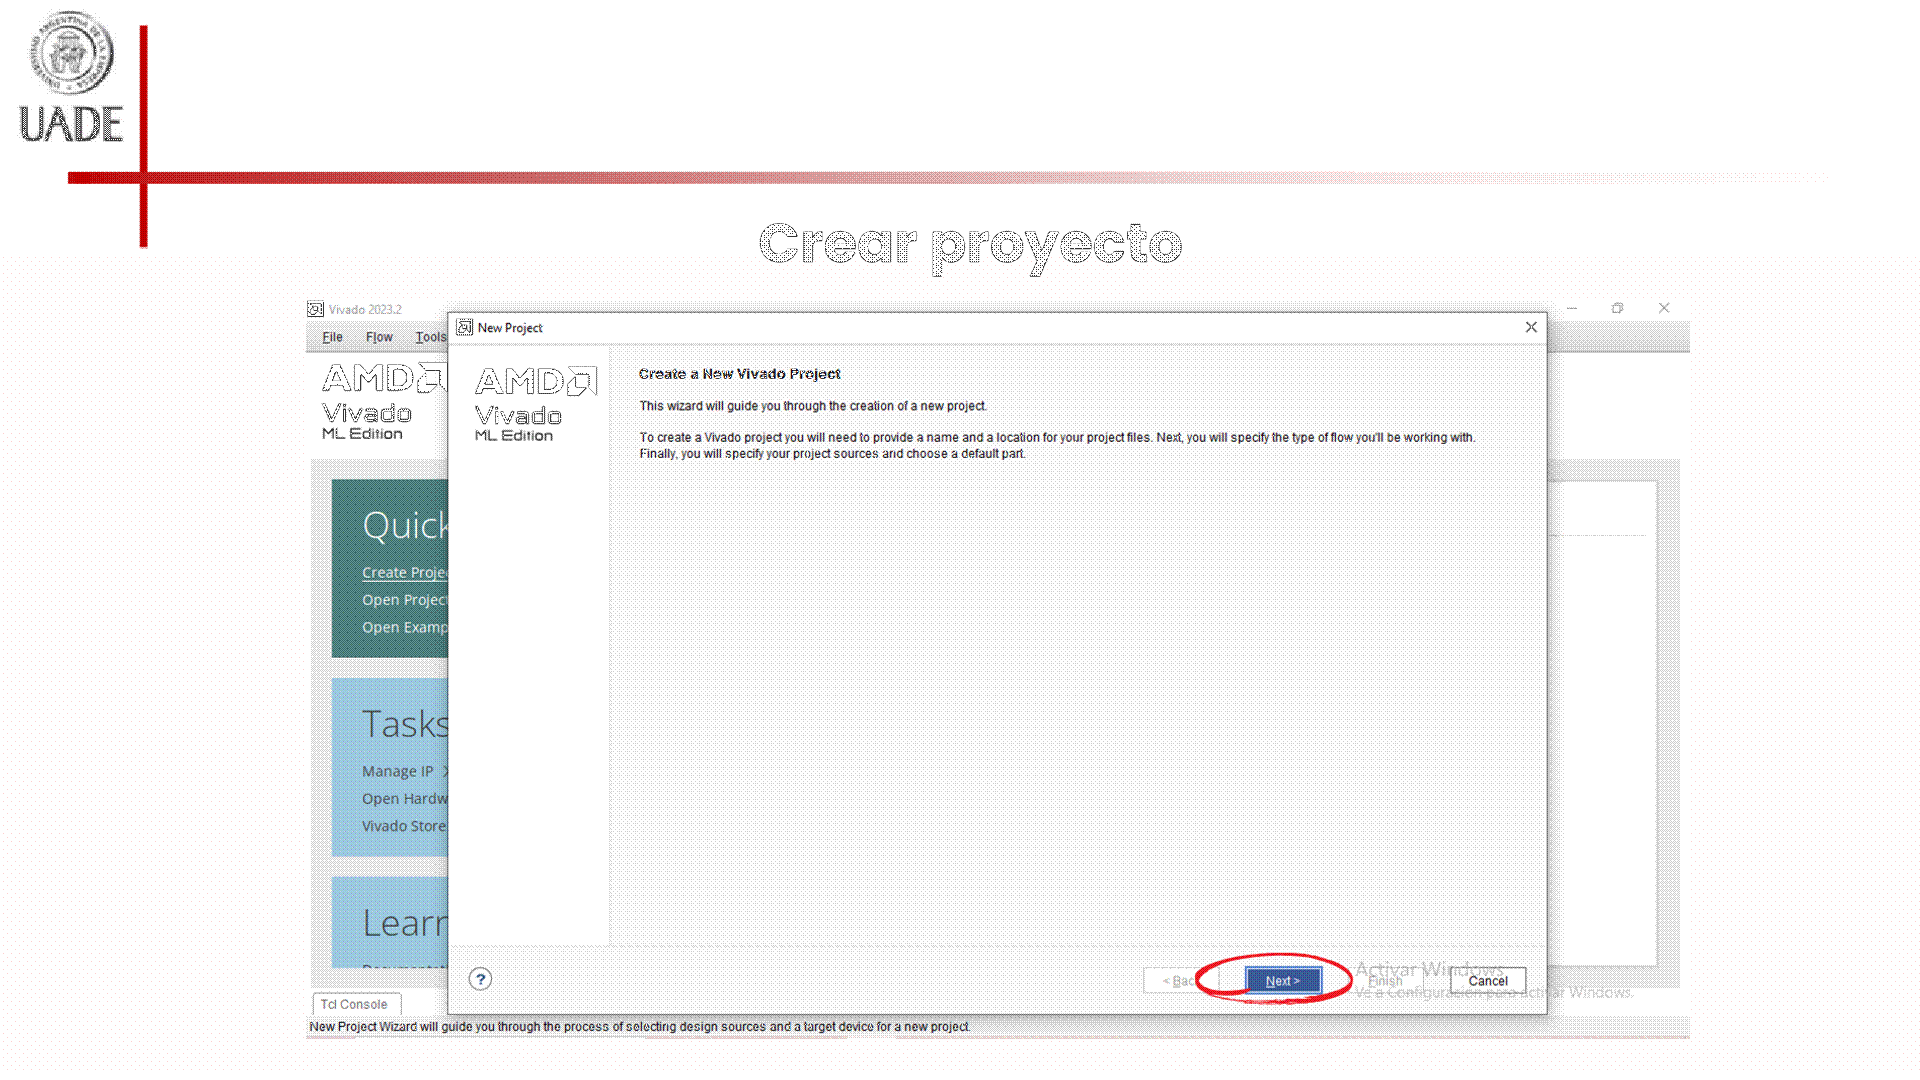 UADE
Crear proyecto
Vivado 2023.2
File Flow Tools
New Project
AMD
Vivado
ML Edition
AMD
Vivado
ML Edition
Create a New Vivado Project
This wizard will guide you through the creation of a new project.
To create a Vivado project you will need to provide a name and a location for your project files. Next, you will specify the type of flow you'll be working with.
Finally, you will specify your project sources and choose a default part.
Quick
Create Proje
Open Project
Open Examp
Tasks
Manage IP >
Open Hardw
Vivado Store
Learn
?
< Bac
Next >
Finish
Cancel
Activar Windows
Ve a Configuración para activar Windows.
Tcl Console
New Project Wizard will guide you through the process of selecting design sources and a target device for a new project.